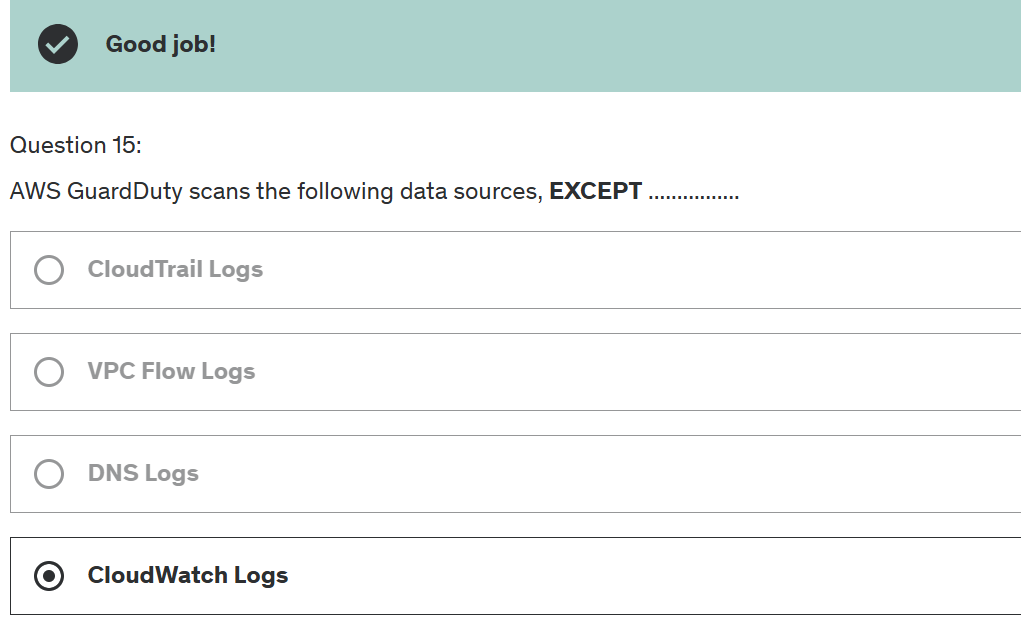 Good job!
Question 15:
AWS GuardDuty scans the following data sources, EXCEPT ...............
CloudTrail Logs
VPC Flow Logs
DNS Logs
CloudWatch Logs